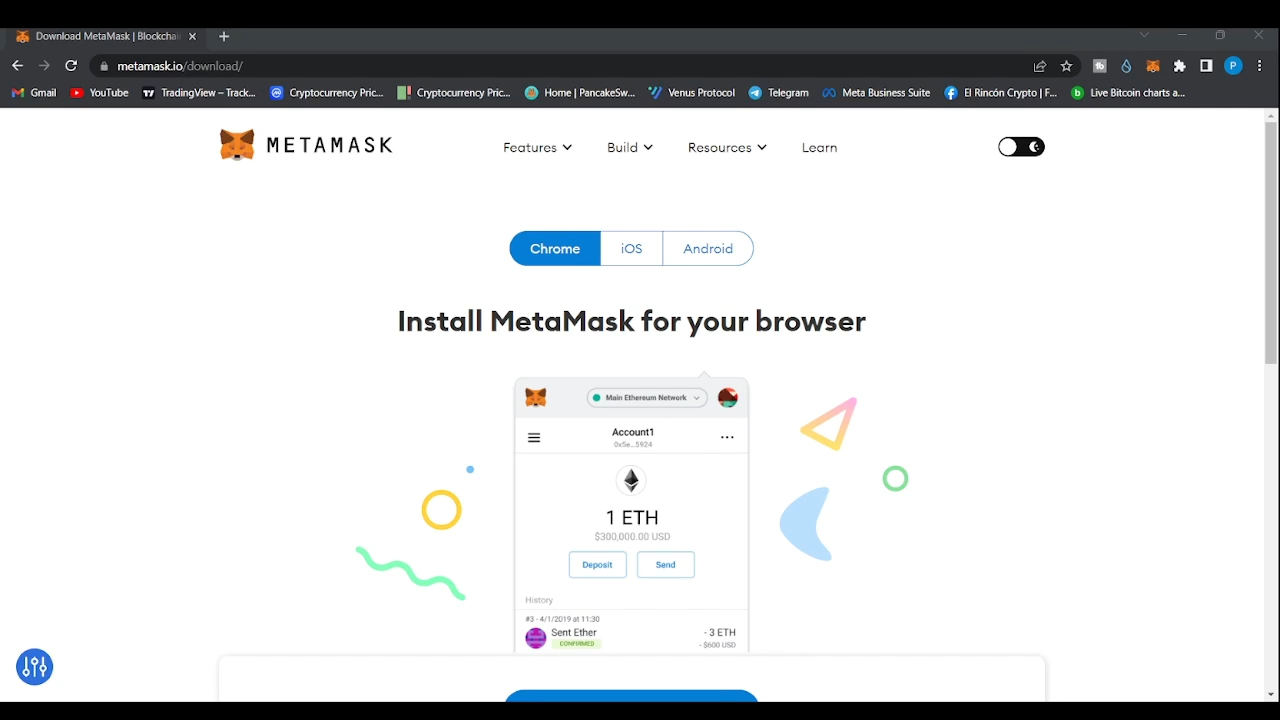 Download MetaMask | Blockchai
metamask.io/download/
P
Gmail
YouTube
TradingView – Track...
Cryptocurrency Pric...
Cryptocurrency Pric...
Home | PancakeSw...
Venus Protocol
Telegram
Meta Business Suite
El Rincón Crypto | F...
Live Bitcoin charts a...
METAMASK
Features
Build
Resources
Learn
Chrome
iOS
Android
Install MetaMask for your browser
Main Ethereum Network
Account1
0x5e...5924
1 ETH
$300,000.00 USD
Deposit
Send
History
#3 - 4/1/2019 at 11:30
Sent Ether
- 3 ETH
CONFIRMED
- $600 USD